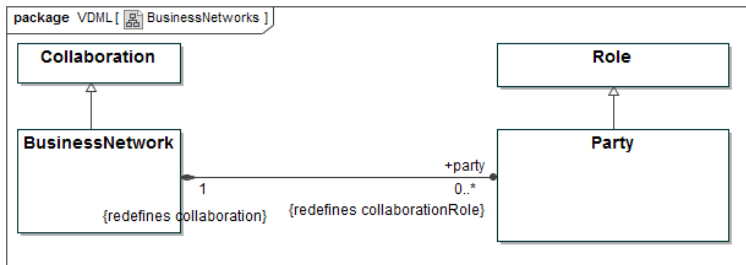 package VDML [ BusinessNetworks ]
Collaboration
Role
BusinessNetwork
Party
+party
1
0..*
{redefines collaboration}
{redefines collaborationRole}